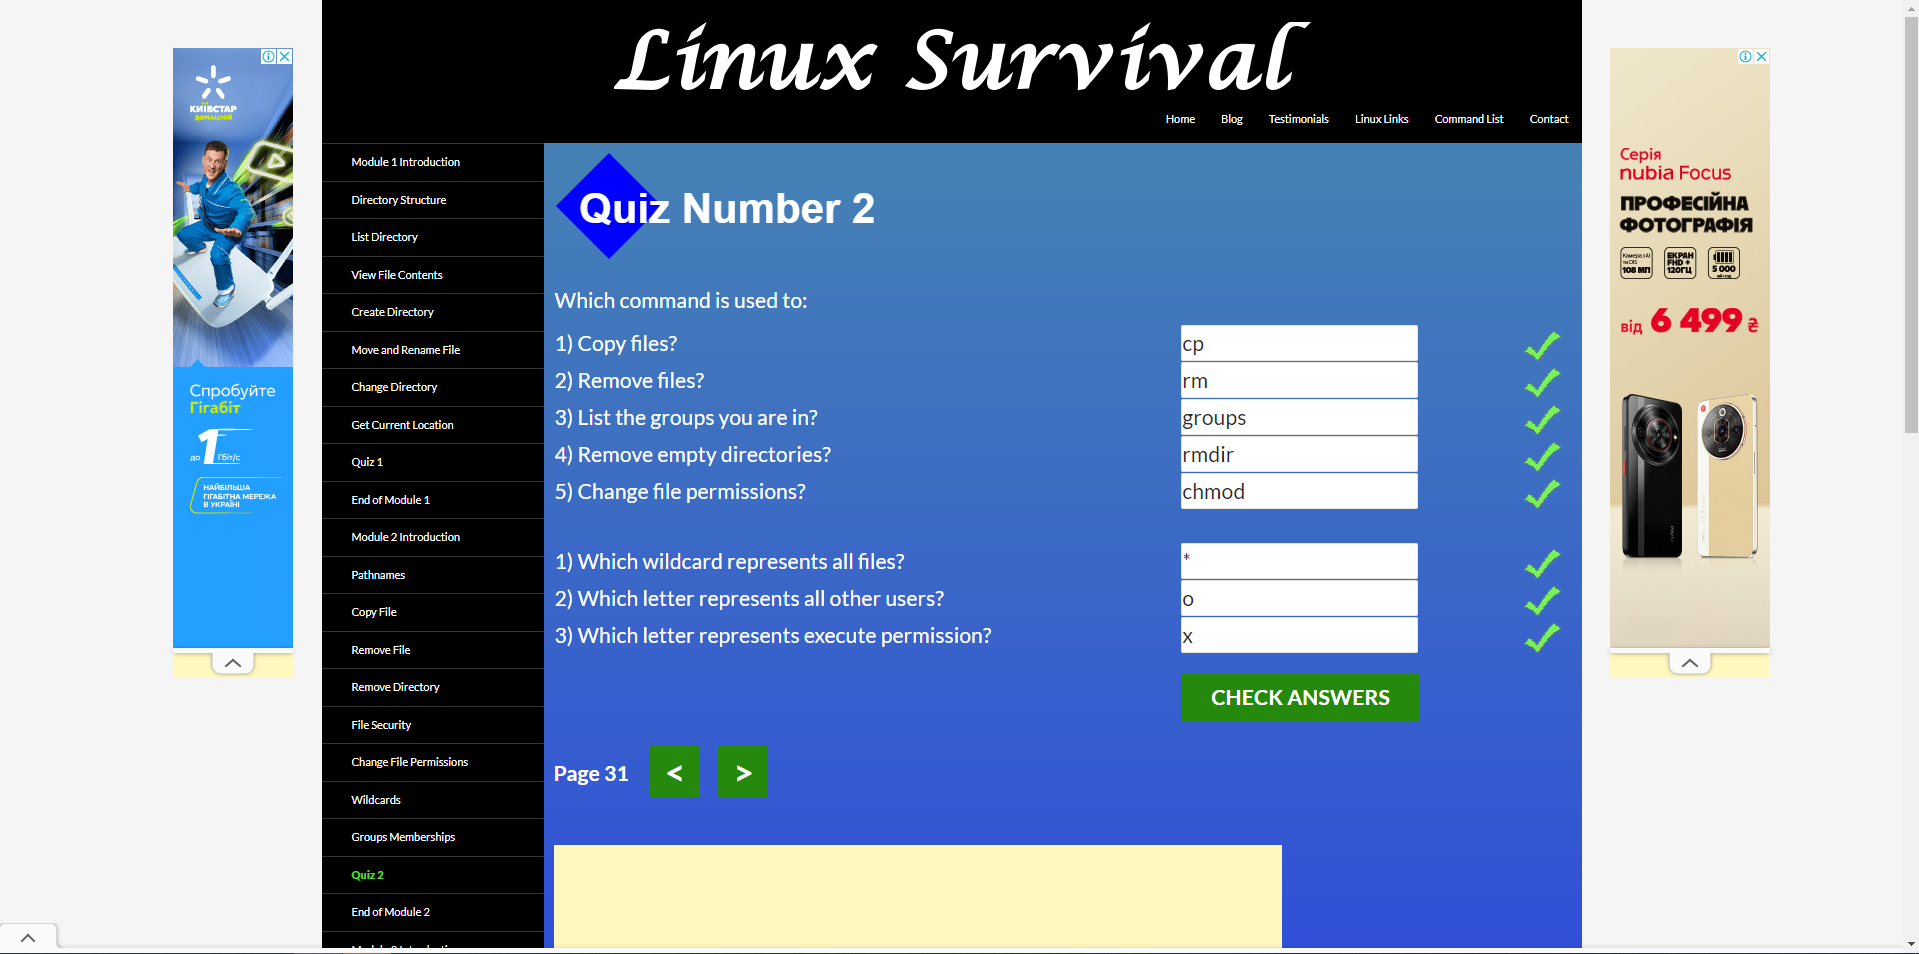 Linux Survival
Home Blog Testimonials Linux Links Command List Contact
Module 1 Introduction
Directory Structure
List Directory
View File Contents
Create Directory
Move and Rename File
Change Directory
Get Current Location
Quiz 1
End of Module 1
Module 2 Introduction
Pathnames
Copy File
Remove File
Remove Directory
File Security
Change File Permissions
Wildcards
Groups Memberships
Quiz 2
End of Module 2
Quiz Number 2
Which command is used to:
1) Copy files? cp
2) Remove files? rm
3) List the groups you are in? groups
4) Remove empty directories? rmdir
5) Change file permissions? chmod
1) Which wildcard represents all files? *
2) Which letter represents all other users? o
3) Which letter represents execute permission? x
CHECK ANSWERS
Page 31 < >
КИЇВСТАР
ДОМАШНІЙ
Спробуйте
Гігабіт
до 1 Гбіт/с
НАЙБІЛЬША
ГІГАБІТНА МЕРЕЖА
В УКРАЇНІ
Серія
nubia Focus
ПРОФЕСІЙНА
ФОТОГРАФІЯ
Камера з AI
та OIS
108 МП
ЕКРАН
FHD +
120ГЦ
5 000
від 6 499 ₴